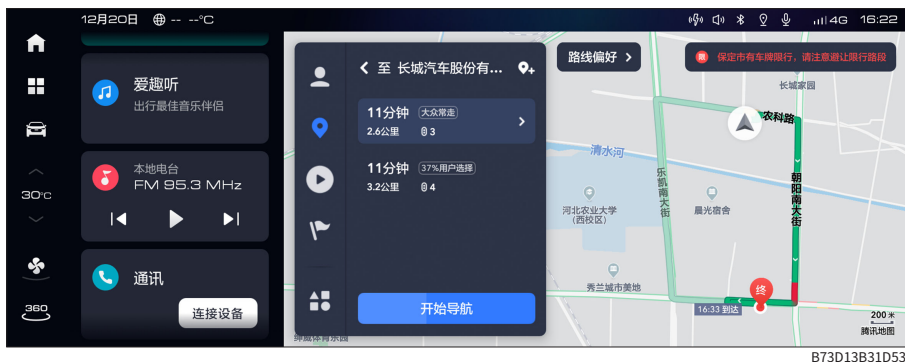 12月20日 -- --°C
4G 16:22
爱趣听
出行最佳音乐伴侣
本地电台
FM 95.3 MHz
30°C
通讯
连接设备
360
至 长城汽车股份有...
11分钟 大众常走
2.6公里 3
11分钟 37%用户选择
3.2公里 4
开始导航
路线偏好
限 保定市有车牌限行，请注意避让限行路段
长城家园
农科路
清水河
乐凯南大街
朝阳南大街
河北农业大学
(西校区)
晨光宿舍
秀兰城市美地
终
16:33 到达
200米
腾讯地图
B73D13B31D53